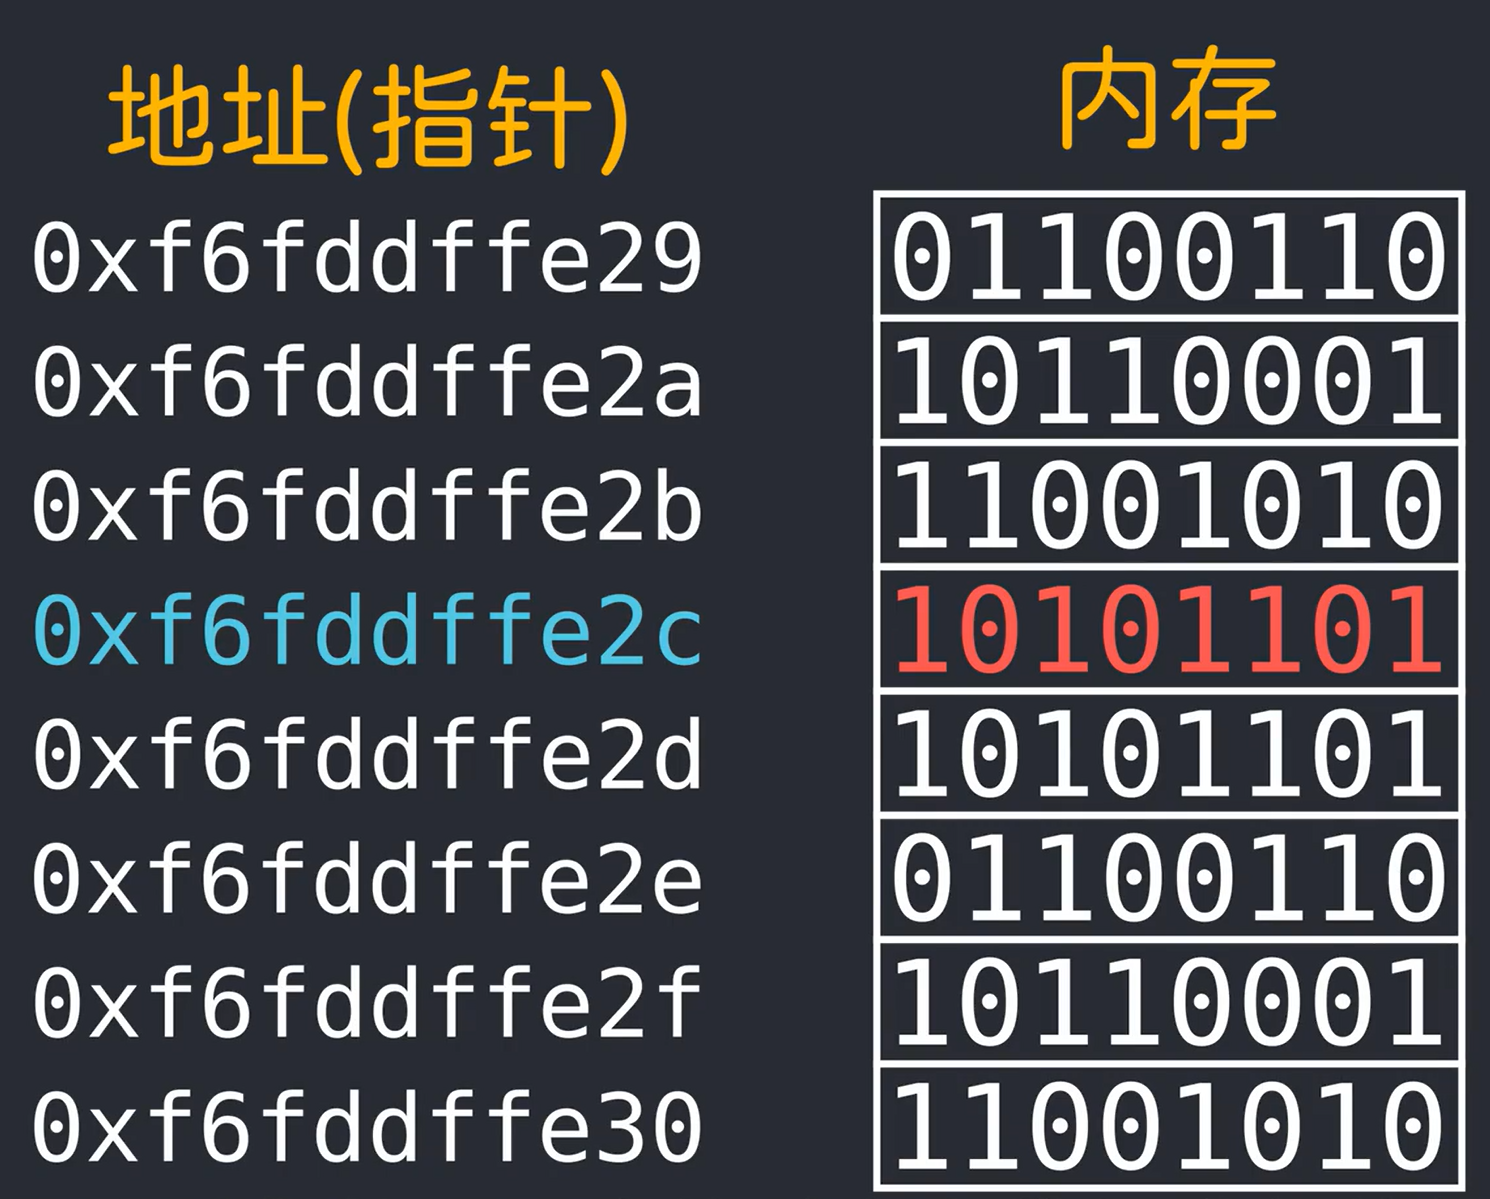 地址(指针) 内存
0xf6fddffe29 01100110
0xf6fddffe2a 10110001
0xf6fddffe2b 11001010
0xf6fddffe2c 10101101
0xf6fddffe2d 10101101
0xf6fddffe2e 01100110
0xf6fddffe2f 10110001
0xf6fddffe30 11001010